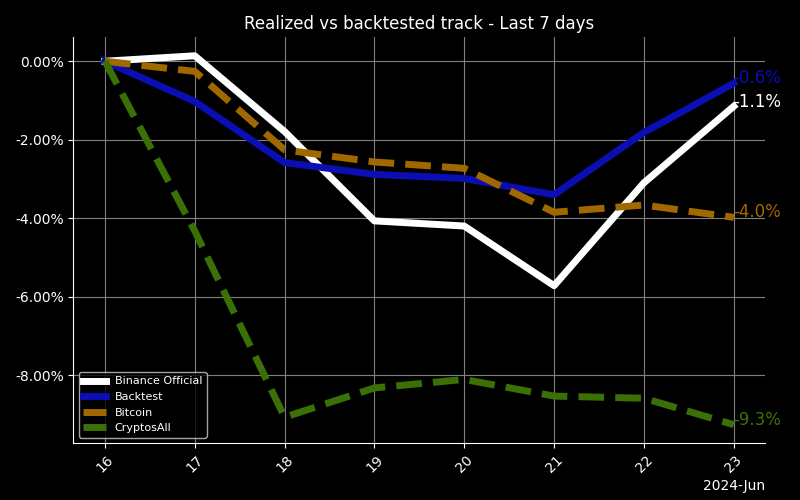 Realized vs backtested track - Last 7 days
0.00%
-2.00%
-4.00%
-6.00%
-8.00%
-0.6%
-1.1%
-4.0%
-9.3%
Binance Official
Backtest
Bitcoin
CryptosAll
16 17 18 19 20 21 22 23
2024-Jun